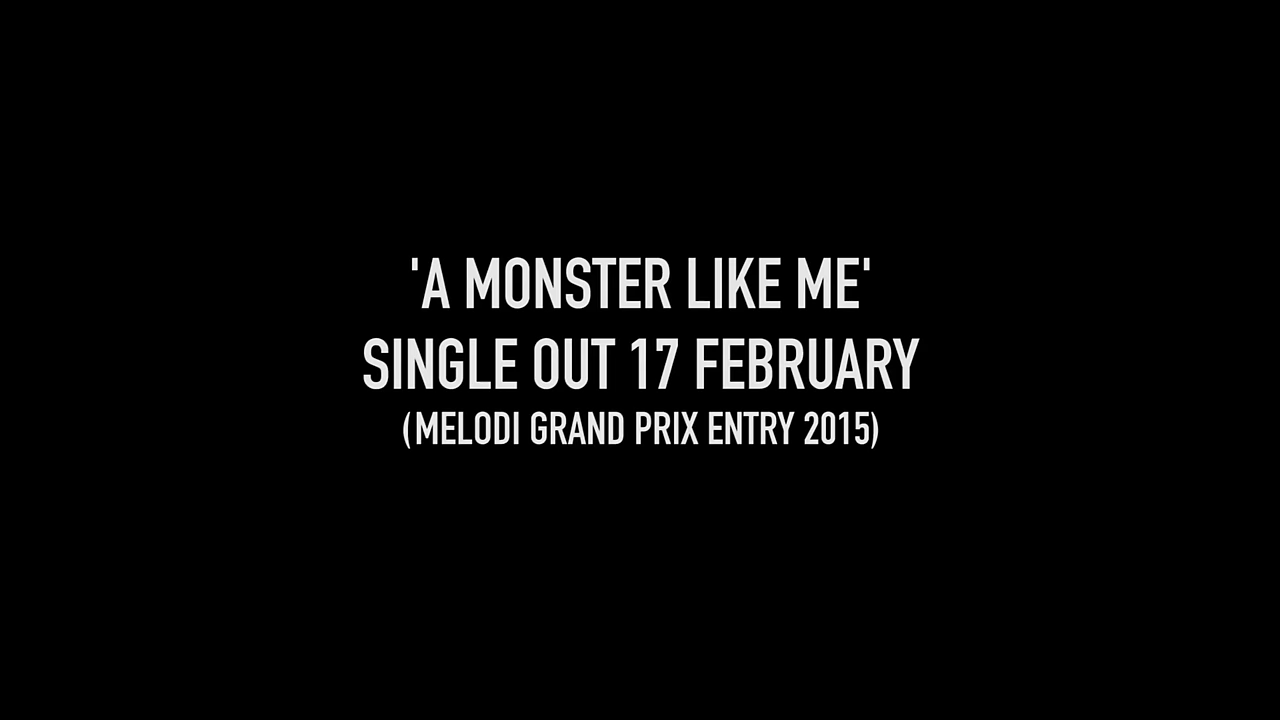 'A MONSTER LIKE ME'
SINGLE OUT 17 FEBRUARY
(MELODI GRAND PRIX ENTRY 2015)